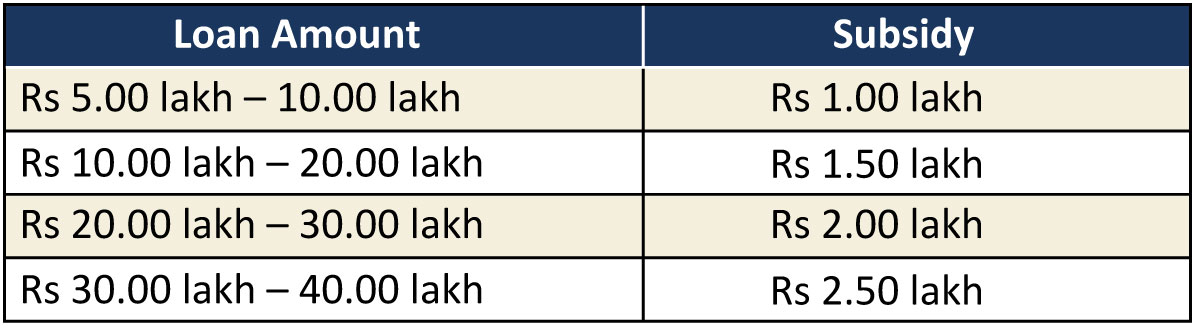 Loan Amount Subsidy
Rs 5.00 lakh – 10.00 lakh Rs 1.00 lakh
Rs 10.00 lakh – 20.00 lakh Rs 1.50 lakh
Rs 20.00 lakh – 30.00 lakh Rs 2.00 lakh
Rs 30.00 lakh – 40.00 lakh Rs 2.50 lakh